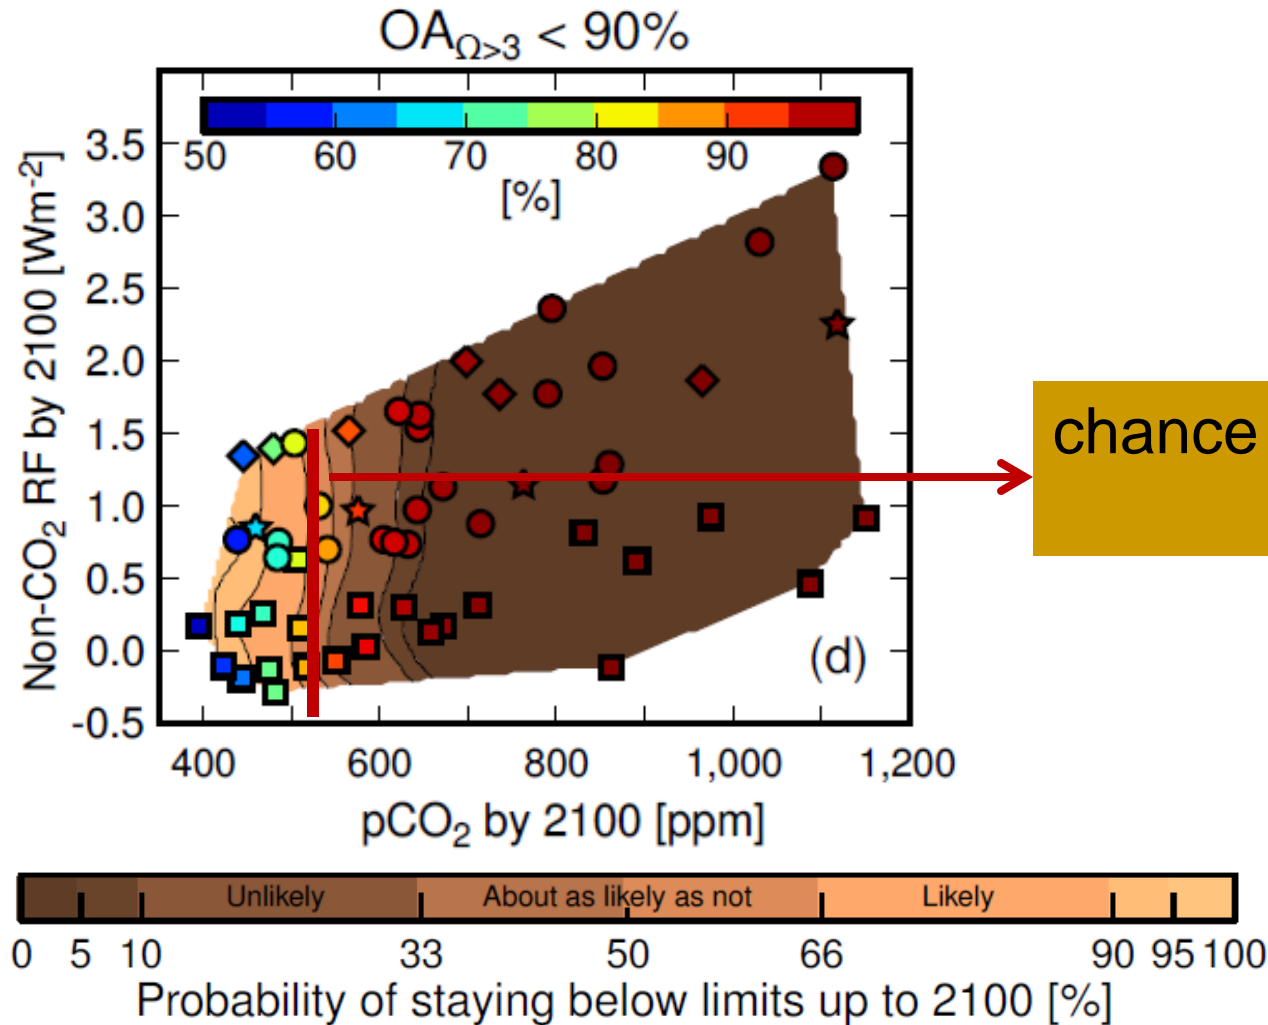 OAΩ>3 < 90%
50 60 70 80 90
[%]
Non-CO2 RF by 2100 [Wm-2]
3.5
3.0
2.5
2.0
1.5
1.0
0.5
0.0
-0.5
chance
(d)
400 600 800 1,000 1,200
pCO2 by 2100 [ppm]
Unlikely About as likely as not Likely
0 5 10 33 50 66 90 95 100
Probability of staying below limits up to 2100 [%]